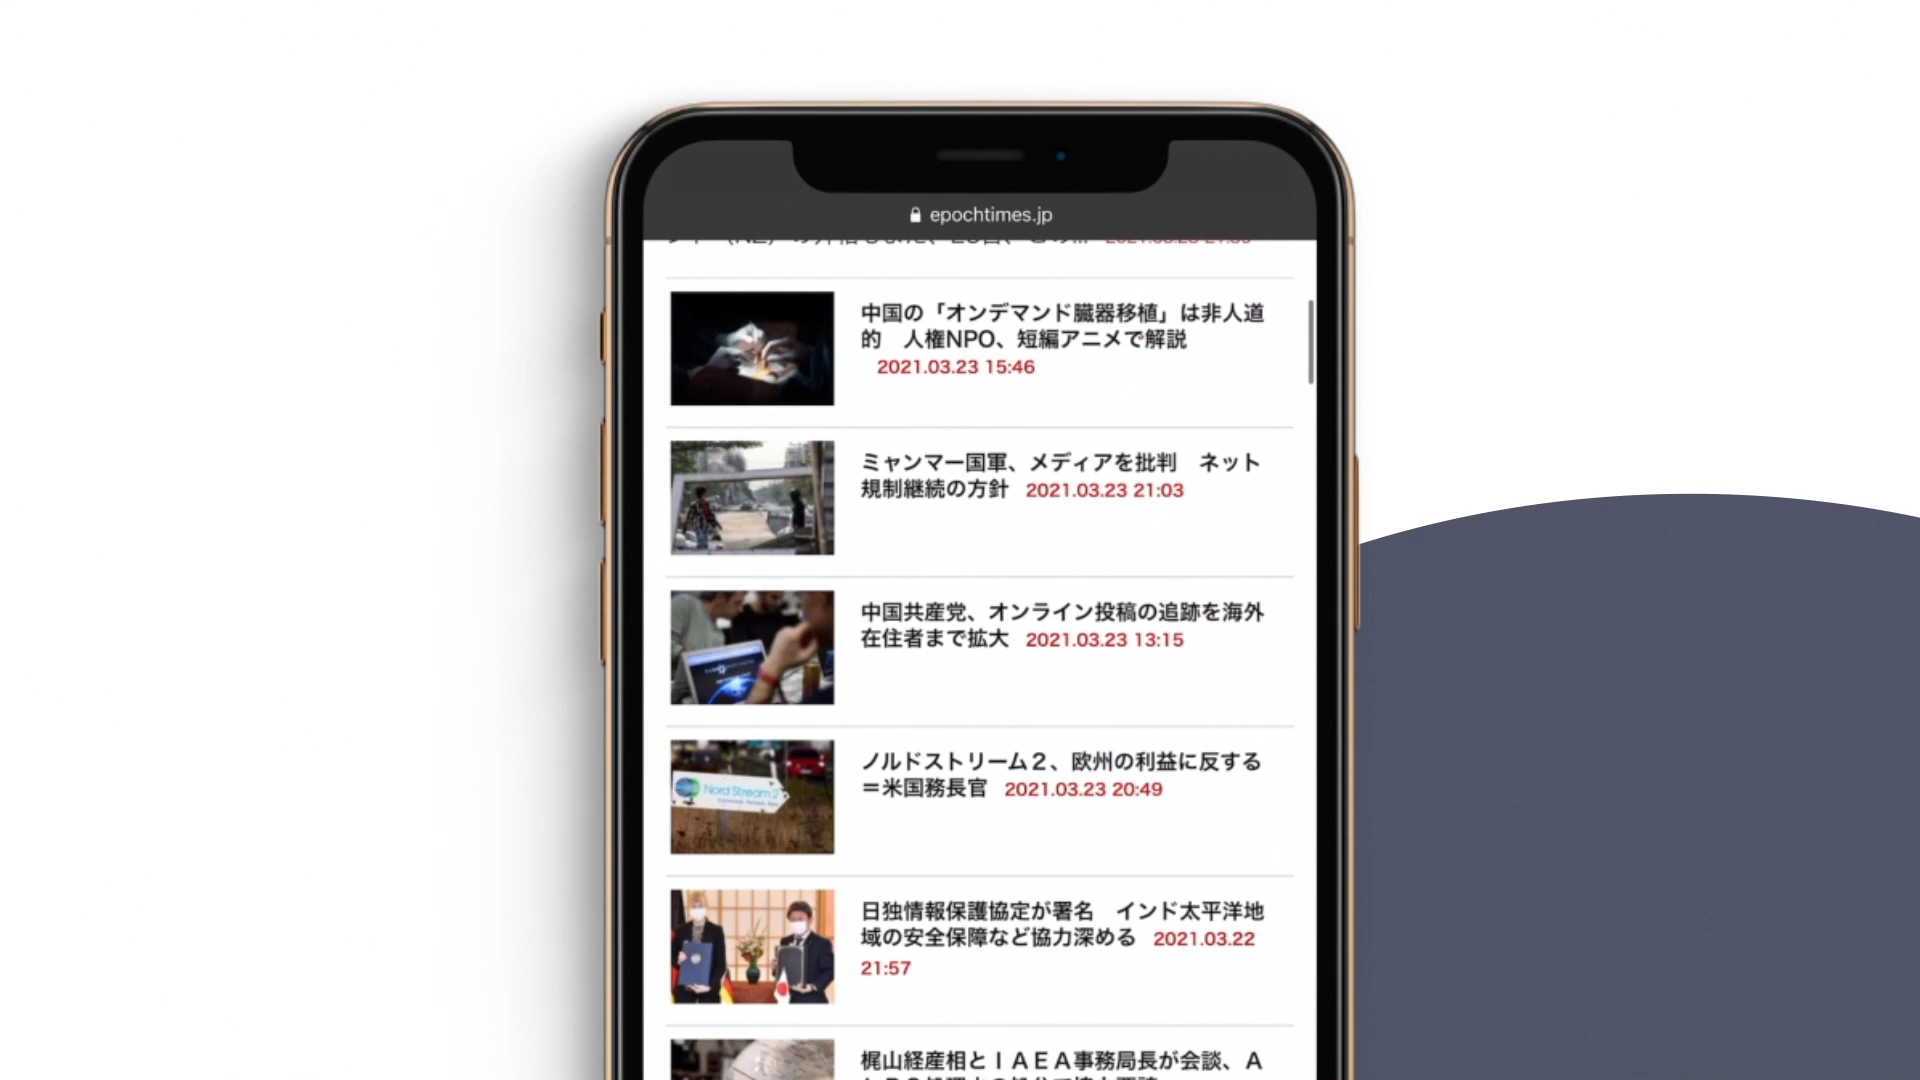 epochtimes.jp
中国の「オンデマンド臓器移植」は非人道
的　人権NPO、短編アニメで解説
2021.03.23 15:46
ミャンマー国軍、メディアを批判　ネット
規制継続の方針 2021.03.23 21:03
中国共産党、オンライン投稿の追跡を海外
在住者まで拡大 2021.03.23 13:15
ノルドストリーム２、欧州の利益に反する
＝米国務長官 2021.03.23 20:49
Nord Stream 2
日独情報保護協定が署名　インド太平洋地
域の安全保障など協力深める 2021.03.22
21:57
梶山経産相とＩＡＥＡ事務局長が会談、Ａ